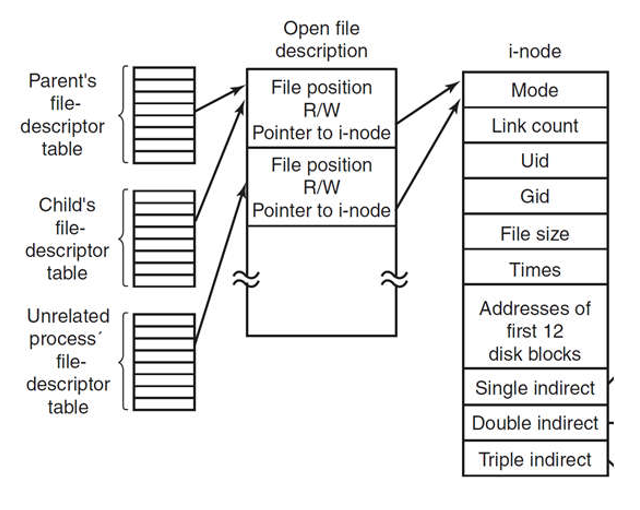 Open file
description
i-node
Parent's
file-
descriptor
table
Child's
file-
descriptor
table
Unrelated
process´
file-
descriptor
table
File position
R/W
Pointer to i-node
File position
R/W
Pointer to i-node
Mode
Link count
Uid
Gid
File size
Times
Addresses of
first 12
disk blocks
Single indirect
Double indirect
Triple indirect